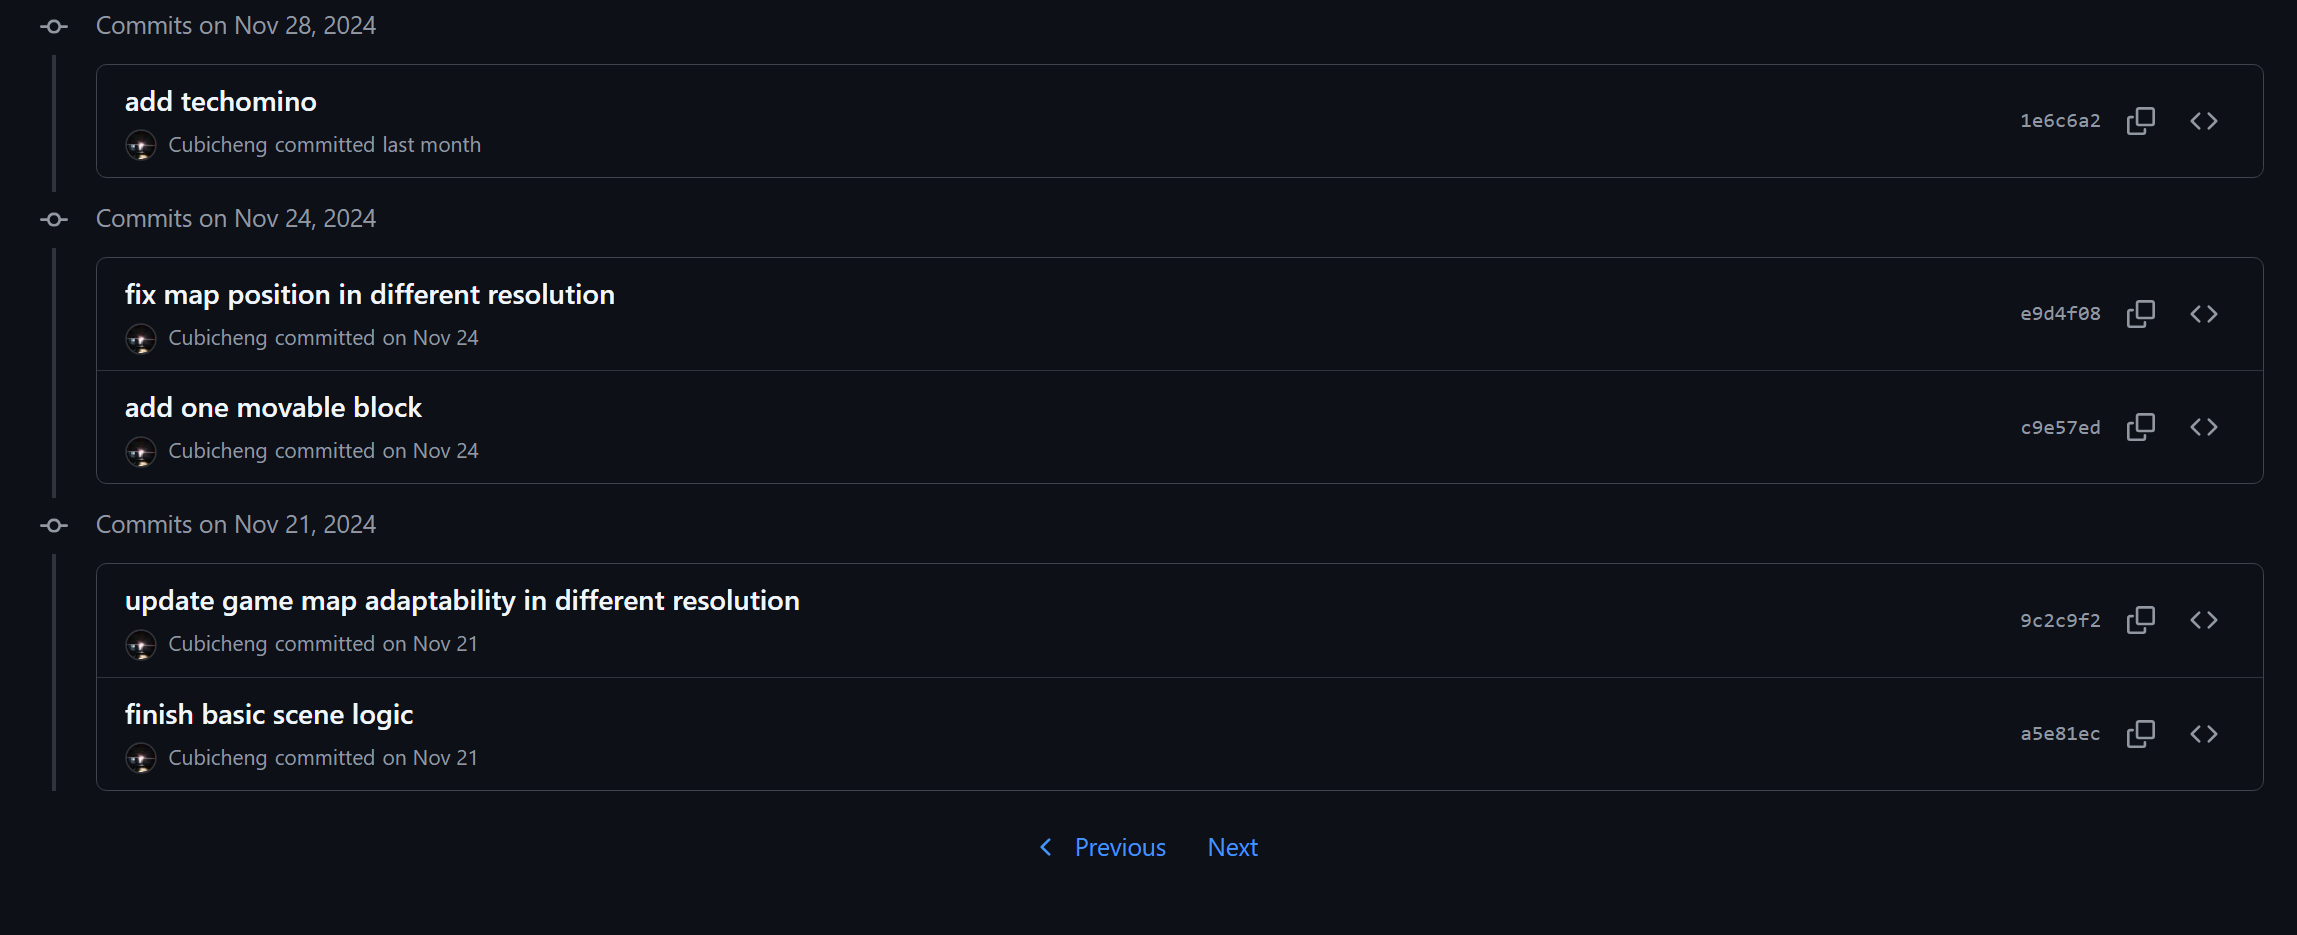 Commits on Nov 28, 2024
add techomino
Cubicheng committed last month
1e6c6a2
Commits on Nov 24, 2024
fix map position in different resolution
Cubicheng committed on Nov 24
e9d4f08
add one movable block
Cubicheng committed on Nov 24
c9e57ed
Commits on Nov 21, 2024
update game map adaptability in different resolution
Cubicheng committed on Nov 21
9c2c9f2
finish basic scene logic
Cubicheng committed on Nov 21
a5e81ec
Previous Next